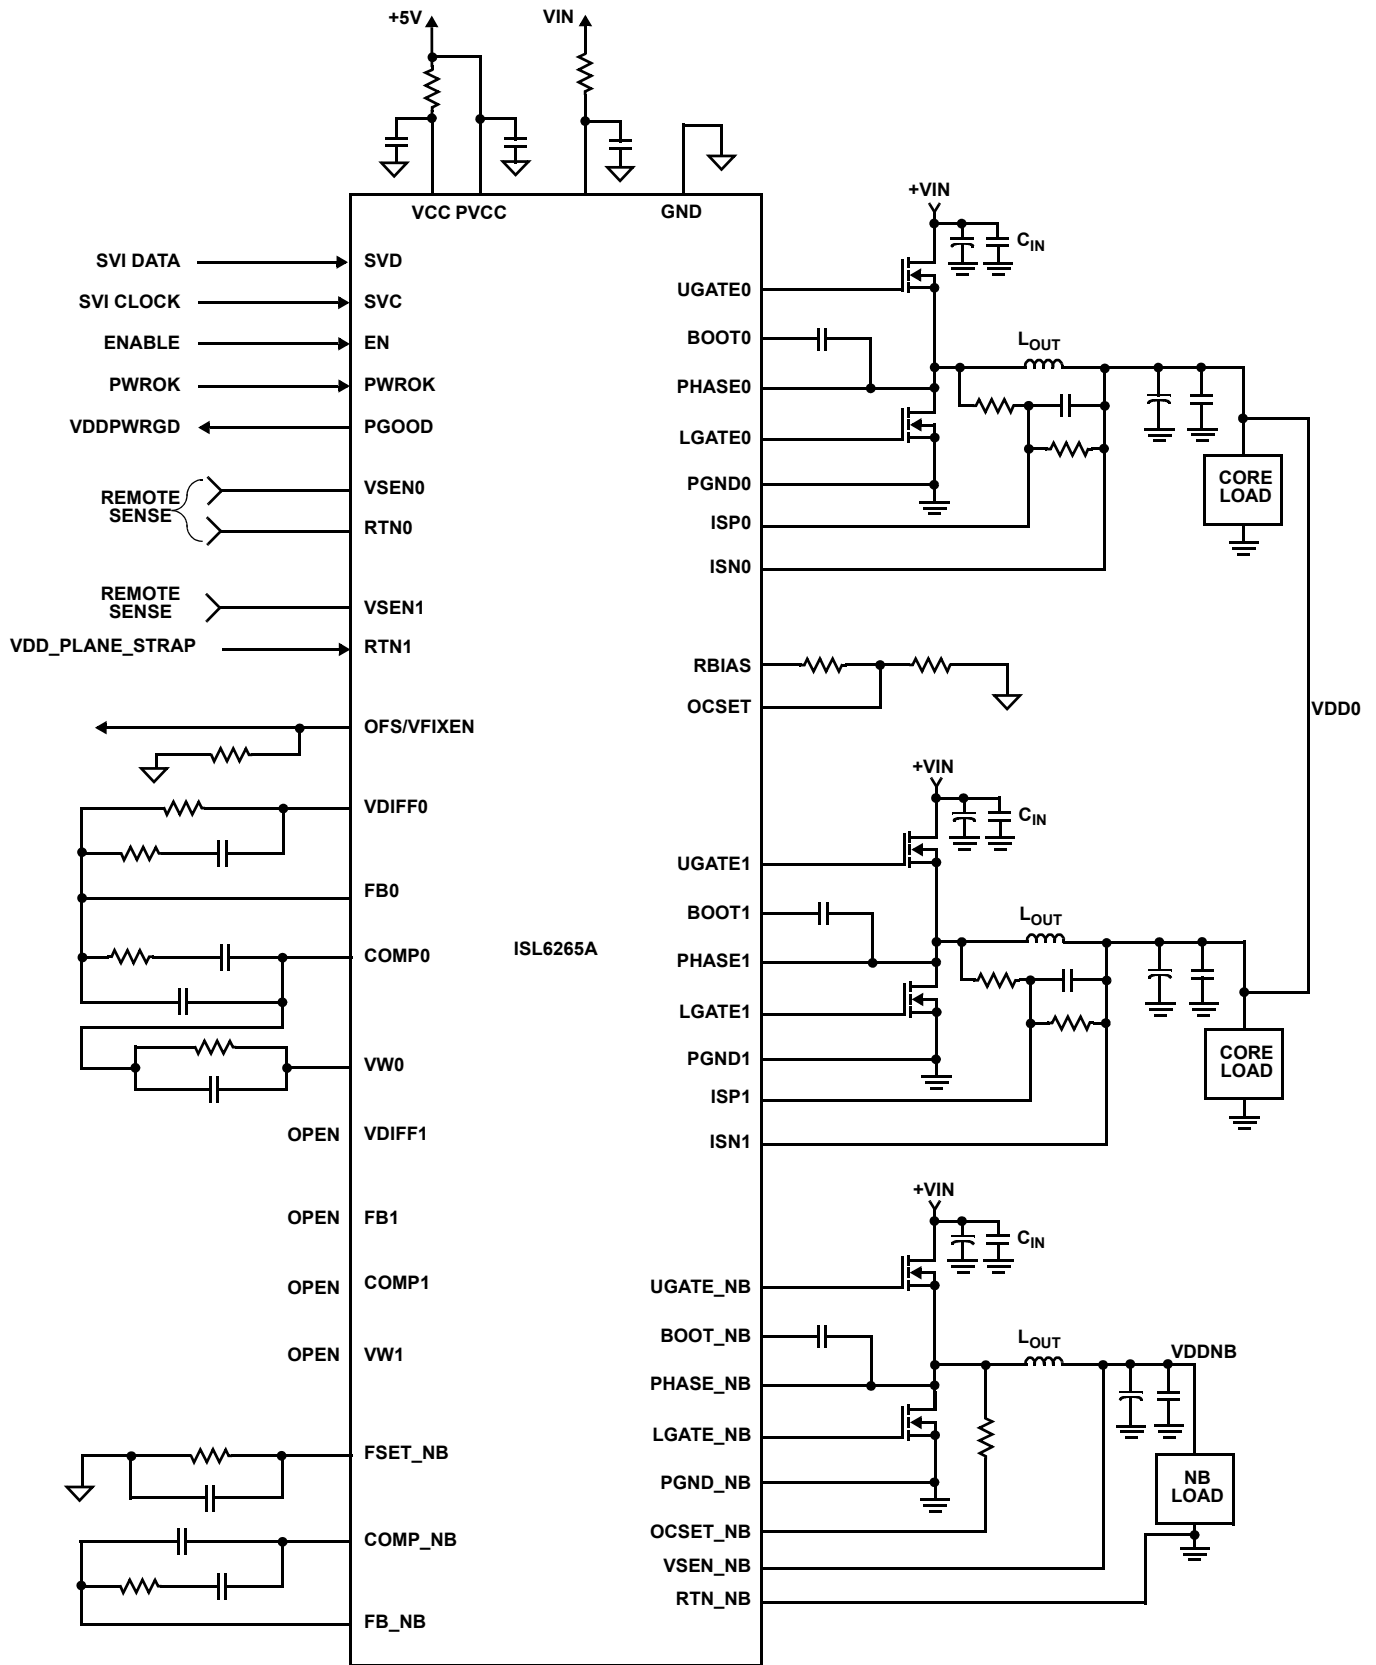 +5V
VIN
VCC PVCC
GND
SVI DATA
SVD
SVI CLOCK
SVC
ENABLE
EN
PWROK
PWROK
VDDPWRGD
PGOOD
REMOTE
SENSE
VSEN0
RTN0
REMOTE
SENSE
VSEN1
VDD_PLANE_STRAP
RTN1
OFS/VFIXEN
VDIFF0
FB0
COMP0
VW0
OPEN
VDIFF1
OPEN
FB1
OPEN
COMP1
OPEN
VW1
FSET_NB
COMP_NB
FB_NB
ISL6265A
+VIN
CIN
UGATE0
BOOT0
LOUT
PHASE0
LGATE0
PGND0
CORE
LOAD
ISP0
ISN0
RBIAS
OCSET
VDD0
+VIN
CIN
UGATE1
BOOT1
LOUT
PHASE1
LGATE1
PGND1
CORE
LOAD
ISP1
ISN1
+VIN
CIN
UGATE_NB
BOOT_NB
LOUT
VDDNB
PHASE_NB
LGATE_NB
PGND_NB
NB
LOAD
OCSET_NB
VSEN_NB
RTN_NB